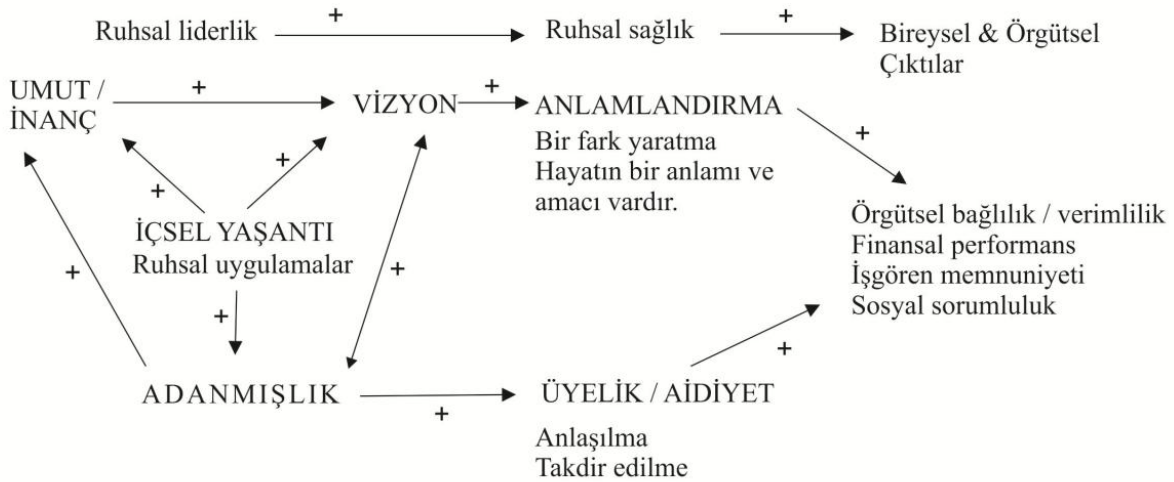 +
+
Ruhsal liderlik
Ruhsal sağlık
Bireysel & Örgütsel
Çıktılar
UMUT /
İNANÇ
+
VİZYON
+
ANLAMLANDIRMA
Bir fark yaratma
Hayatın bir anlamı ve
amacı vardır.
+
+
+
İÇSEL YAŞANTI
Ruhsal uygulamalar
Örgütsel bağlılık / verimlilik
Finansal performans
İşgören memnuniyeti
Sosyal sorumluluk
+
+
+
+
ADANMIŞLIK
+
ÜYELİK / AİDİYET
Anlaşılma
Takdir edilme